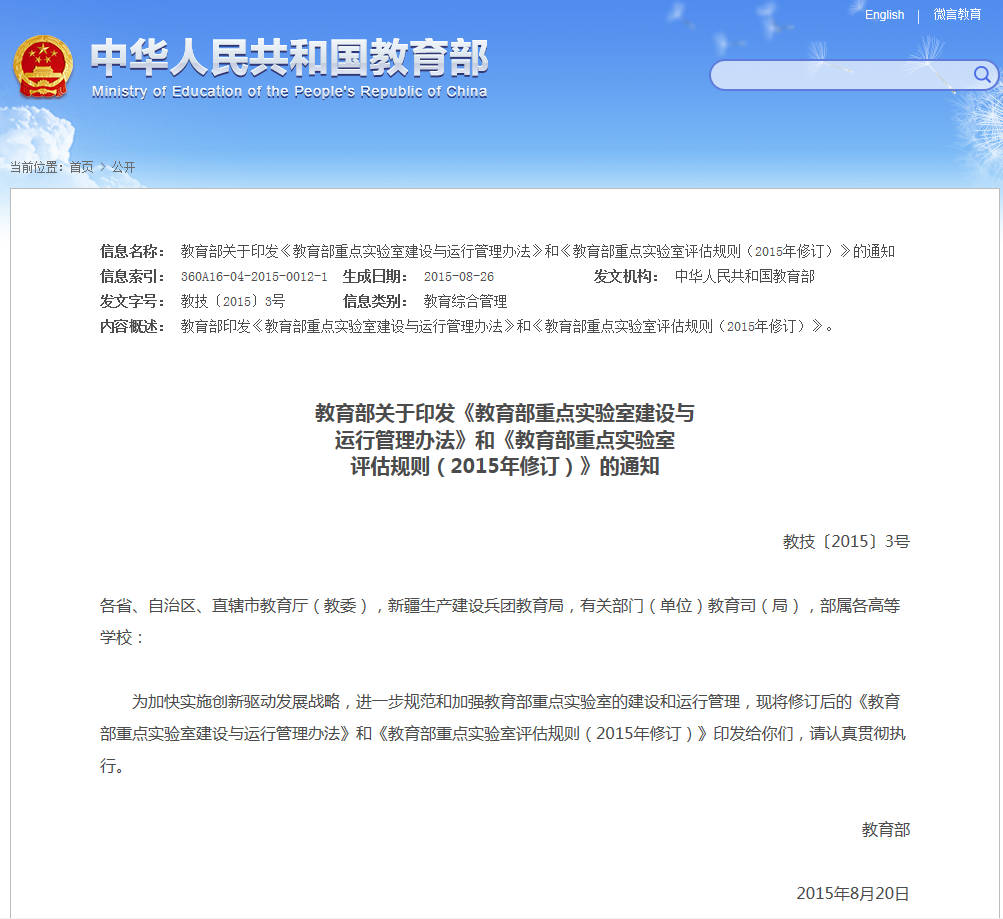 English | 微言教育
中华人民共和国教育部
Ministry of Education of the People's Republic of China
当前位置：首页 > 公开
信息名称： 教育部关于印发《教育部重点实验室建设与运行管理办法》和《教育部重点实验室评估规则（2015年修订）》的通知
信息索引： 360A16-04-2015-0012-1 生成日期： 2015-08-26 发文机构： 中华人民共和国教育部
发文字号： 教技〔2015〕3号 信息类别： 教育综合管理
内容概述： 教育部印发《教育部重点实验室建设与运行管理办法》和《教育部重点实验室评估规则（2015年修订）》。
教育部关于印发《教育部重点实验室建设与
运行管理办法》和《教育部重点实验室
评估规则（2015年修订）》的通知
教技〔2015〕3号
各省、自治区、直辖市教育厅（教委），新疆生产建设兵团教育局，有关部门（单位）教育司（局），部属各高等
学校：
为加快实施创新驱动发展战略，进一步规范和加强教育部重点实验室的建设和运行管理，现将修订后的《教育
部重点实验室建设与运行管理办法》和《教育部重点实验室评估规则（2015年修订）》印发给你们，请认真贯彻执
行。
教育部
2015年8月20日